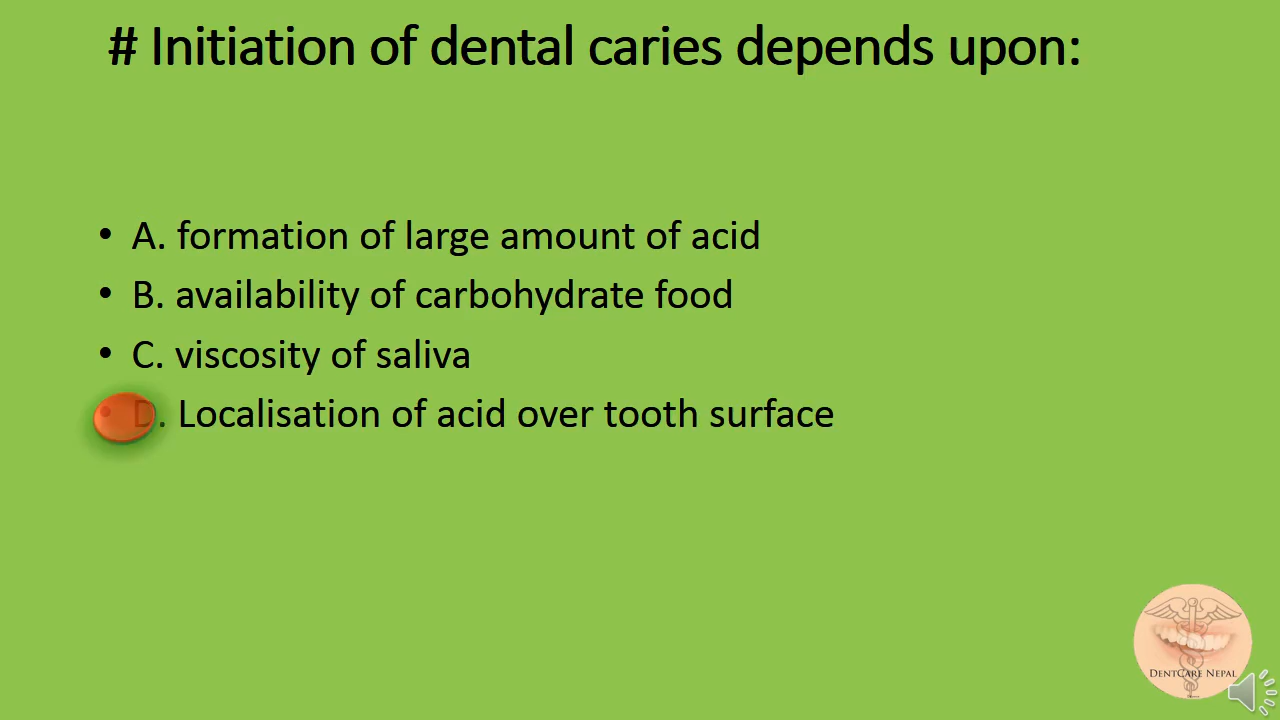 # Initiation of dental caries depends upon:
• A. formation of large amount of acid
• B. availability of carbohydrate food
• C. viscosity of saliva
D. Localisation of acid over tooth surface
DENTCARE NEPAL